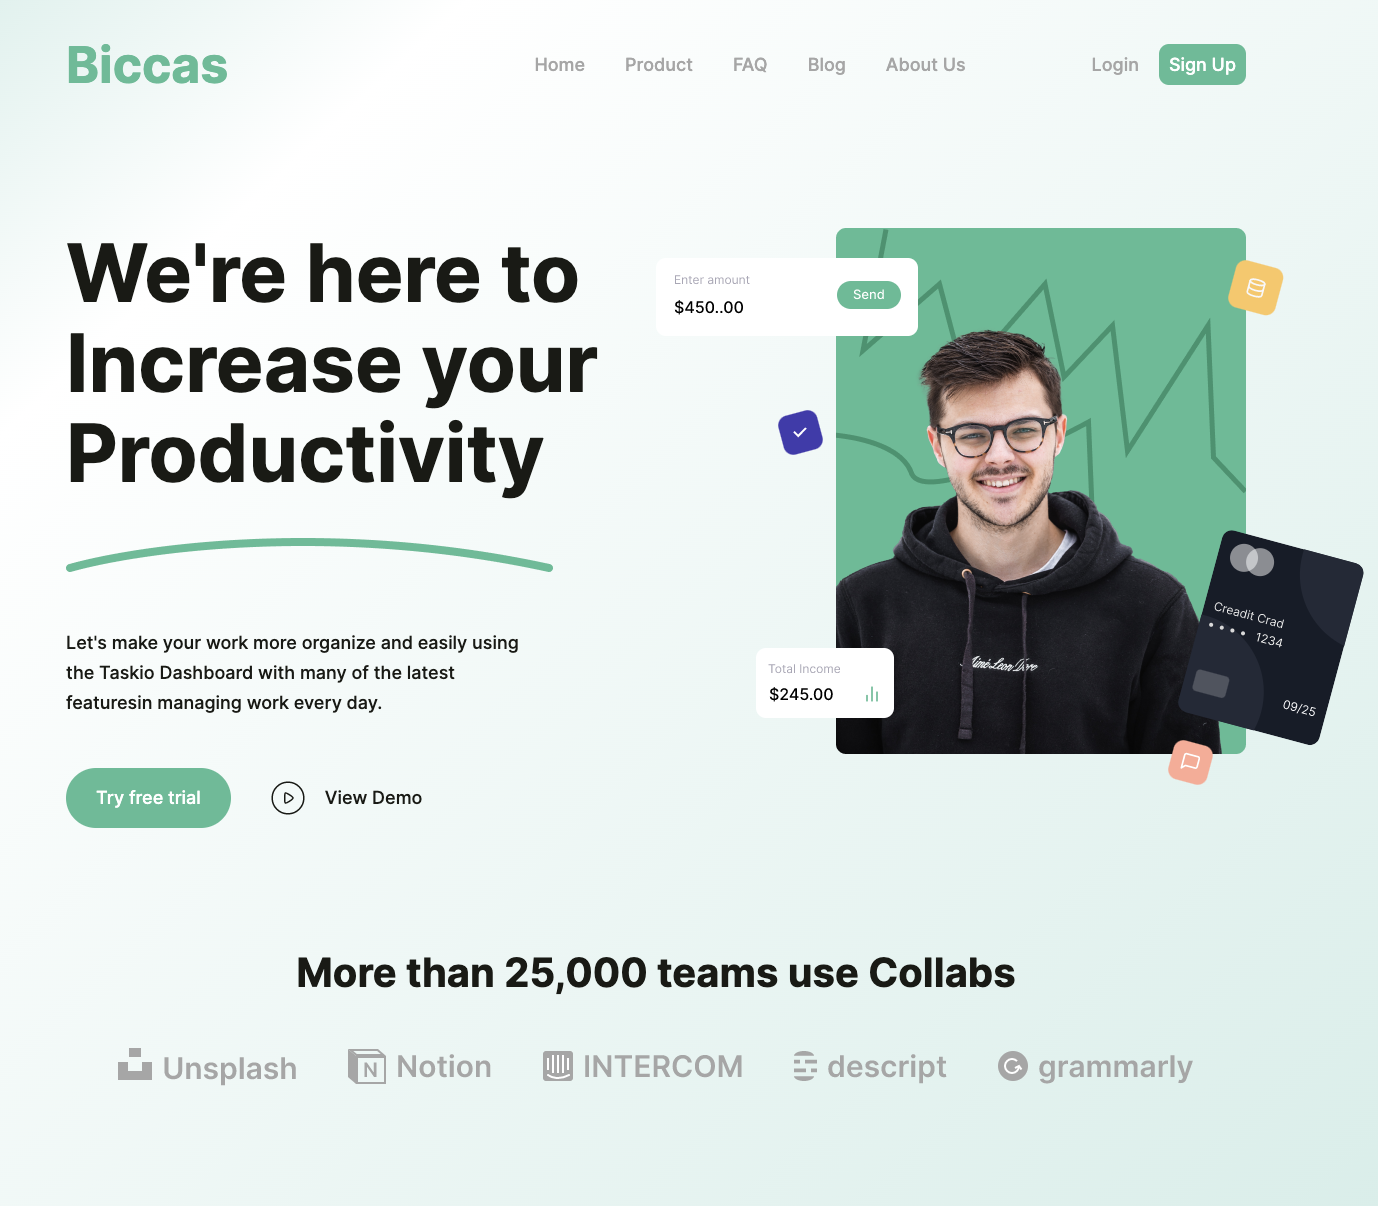 Biccas
Home Product FAQ Blog About Us Login Sign Up
We're here to
Increase your
Productivity
Let's make your work more organize and easily using
the Taskio Dashboard with many of the latest
featuresin managing work every day.
Try free trial
View Demo
Enter amount
$450..00
Send
Aimé Leon Dore
Total Income
$245.00
Creadit Crad
1234
09/25
More than 25,000 teams use Collabs
Unsplash
N Notion
INTERCOM
descript
grammarly